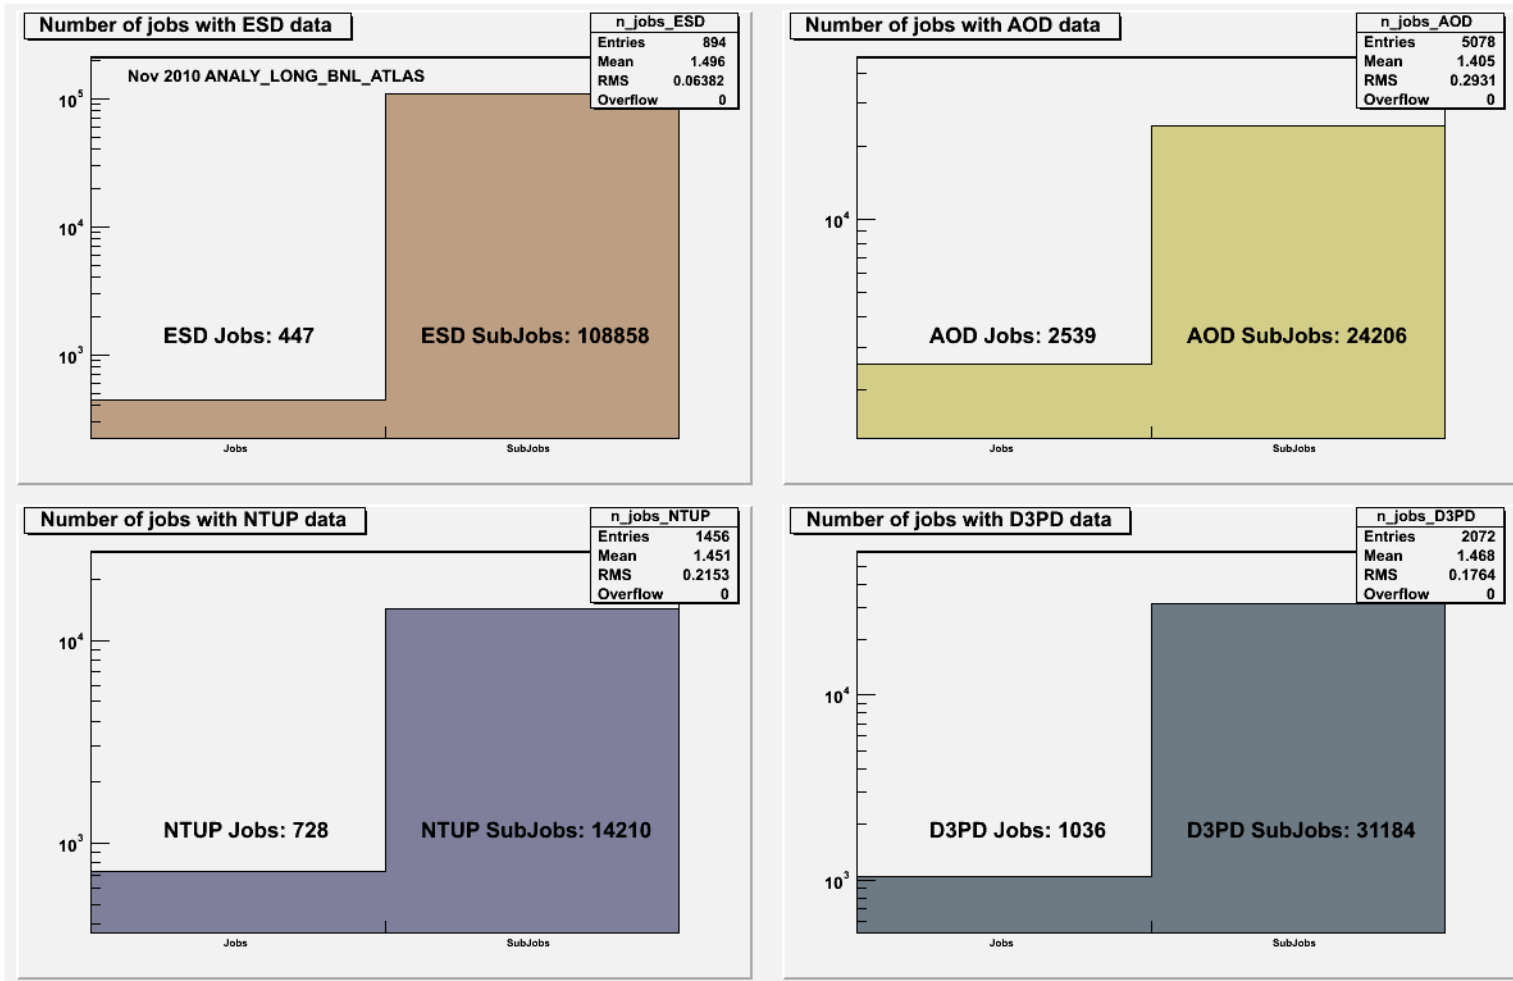 Number of jobs with ESD data
n_jobs_ESD
Entries 894
Mean 1.496
RMS 0.06382
Overflow 0
Nov 2010 ANALY_LONG_BNL_ATLAS
10^5
10^4
10^3
ESD Jobs: 447
ESD SubJobs: 108858
Jobs
SubJobs
Number of jobs with AOD data
n_jobs_AOD
Entries 5078
Mean 1.405
RMS 0.2931
Overflow 0
10^4
AOD Jobs: 2539
AOD SubJobs: 24206
Jobs
SubJobs
Number of jobs with NTUP data
n_jobs_NTUP
Entries 1456
Mean 1.451
RMS 0.2153
Overflow 0
10^4
10^3
NTUP Jobs: 728
NTUP SubJobs: 14210
Jobs
SubJobs
Number of jobs with D3PD data
n_jobs_D3PD
Entries 2072
Mean 1.468
RMS 0.1764
Overflow 0
10^4
10^3
D3PD Jobs: 1036
D3PD SubJobs: 31184
Jobs
SubJobs